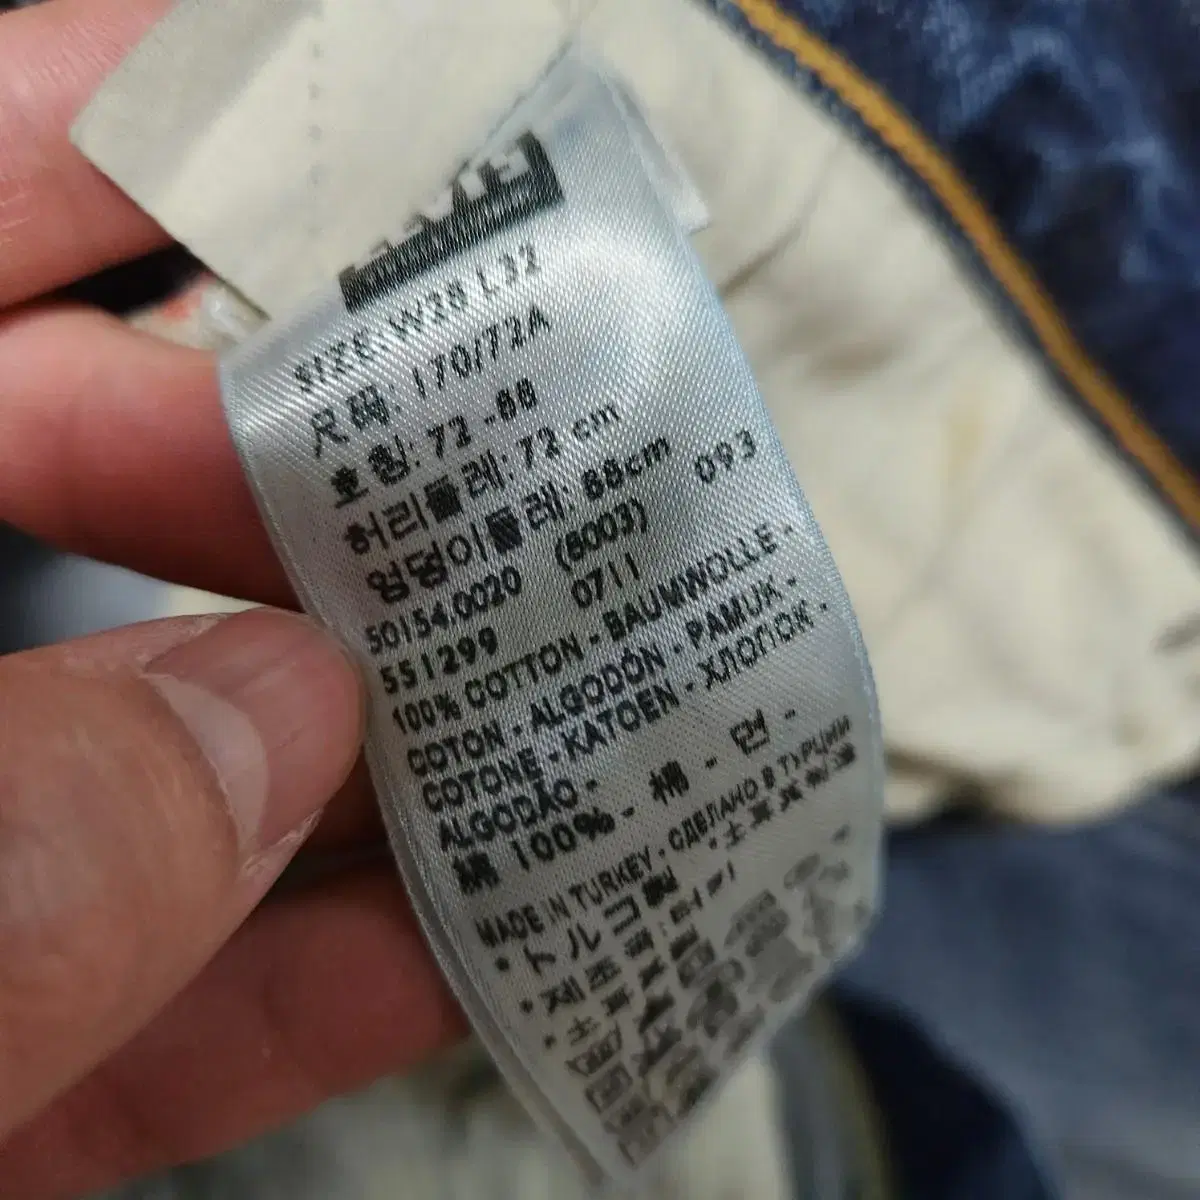 SIZE: W28 L32
尺码: 170/72A
호칭: 72 -88
허리둘레: 72 cm
엉덩이둘레: 88cm
50154.0020 (6003) 093
551299 0711
100% COTTON - BAUMWOLLE -
COTON - ALGODÓN - PAMUK -
COTONE - KATOEN - ХЛОПОК -
ALGODÃO -
綿 100% - 棉 - 면 -
MADE IN TURKEY • СДЕЛАНО В ТУРЦИИ
• トルコ製